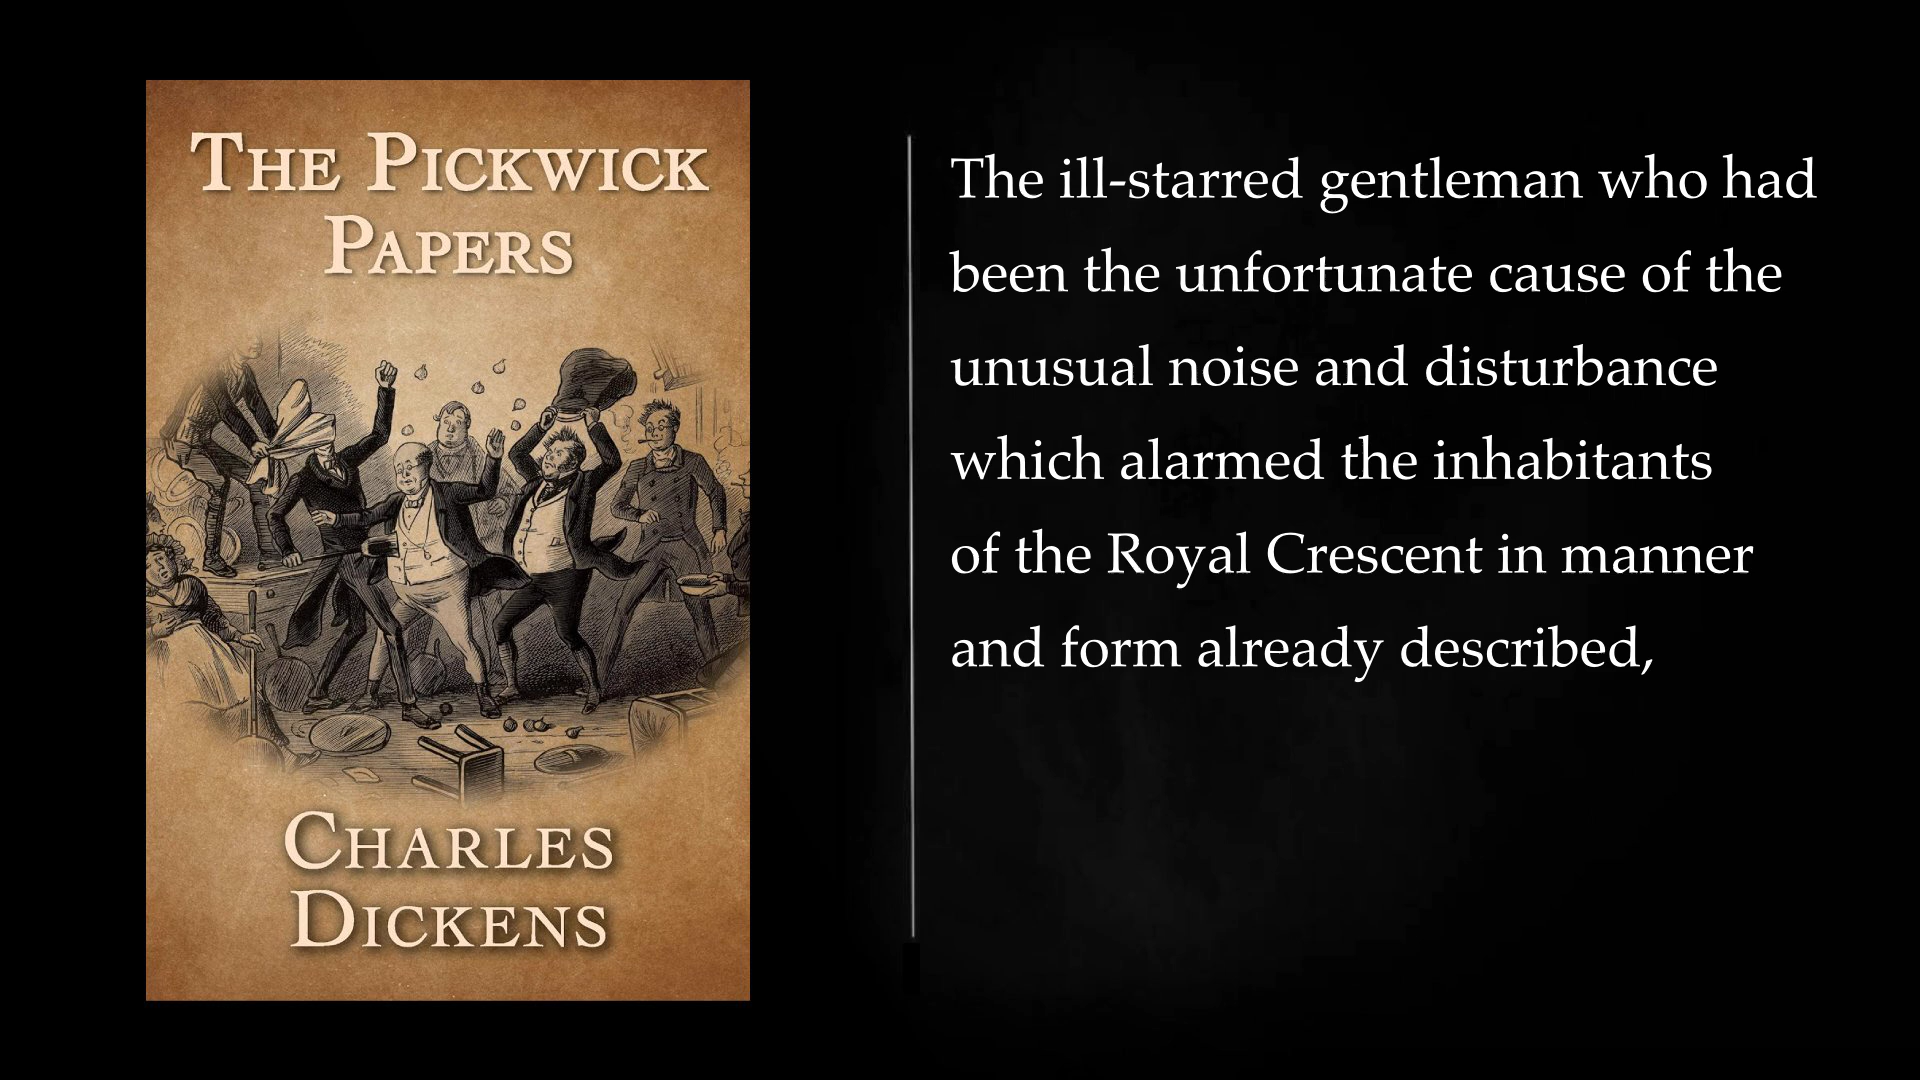 THE PICKWICK
PAPERS
CHARLES
DICKENS
The ill-starred gentleman who had
been the unfortunate cause of the
unusual noise and disturbance
which alarmed the inhabitants
of the Royal Crescent in manner
and form already described,